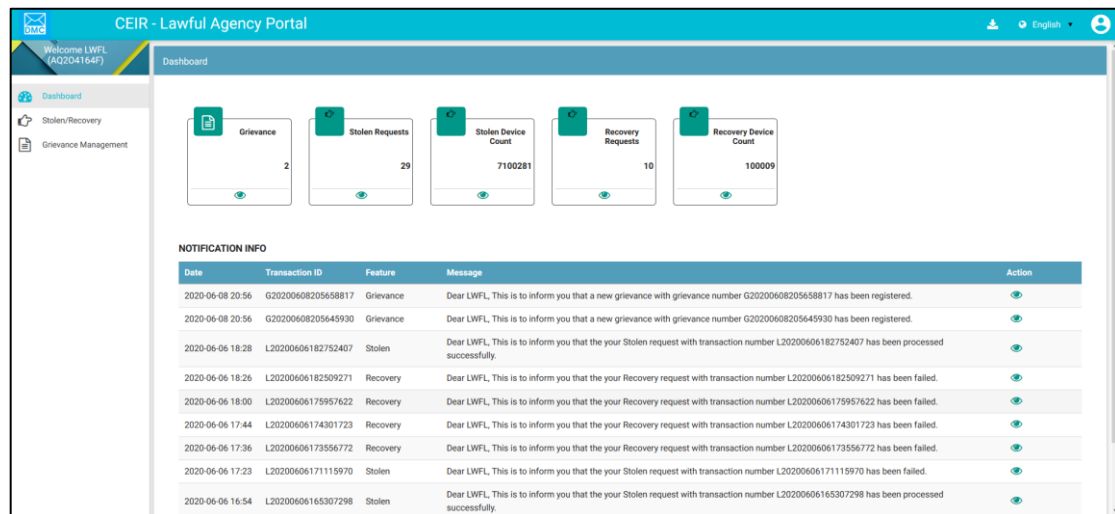 DMC
CEIR - Lawful Agency Portal
English
Welcome LWFL
(AQ204164F)
Dashboard
Dashboard
Stolen/Recovery
Grievance Management
Grievance
2
Stolen Requests
29
Stolen Device
Count
7100281
Recovery
Requests
10
Recovery Device
Count
100009
NOTIFICATION INFO
Date Transaction ID Feature Message Action
2020-06-08 20:56 G20200608205658817 Grievance Dear LWFL, This is to inform you that a new grievance with grievance number G20200608205658817 has been registered.
2020-06-08 20:56 G20200608205645930 Grievance Dear LWFL, This is to inform you that a new grievance with grievance number G20200608205645930 has been registered.
2020-06-06 18:28 L20200606182752407 Stolen Dear LWFL, This is to inform you that the your Stolen request with transaction number L20200606182752407 has been processed
successfully.
2020-06-06 18:26 L20200606182509271 Recovery Dear LWFL, This is to inform you that the your Recovery request with transaction number L20200606182509271 has been failed.
2020-06-06 18:00 L20200606175957622 Recovery Dear LWFL, This is to inform you that the your Recovery request with transaction number L20200606175957622 has been failed.
2020-06-06 17:44 L20200606174301723 Recovery Dear LWFL, This is to inform you that the your Recovery request with transaction number L20200606174301723 has been failed.
2020-06-06 17:36 L20200606173556772 Recovery Dear LWFL, This is to inform you that the your Recovery request with transaction number L20200606173556772 has been failed.
2020-06-06 17:23 L20200606171115970 Stolen Dear LWFL, This is to inform you that the your Stolen request with transaction number L20200606171115970 has been failed.
2020-06-06 16:54 L20200606165307298 Stolen Dear LWFL, This is to inform you that the your Stolen request with transaction number L20200606165307298 has been processed
successfully.